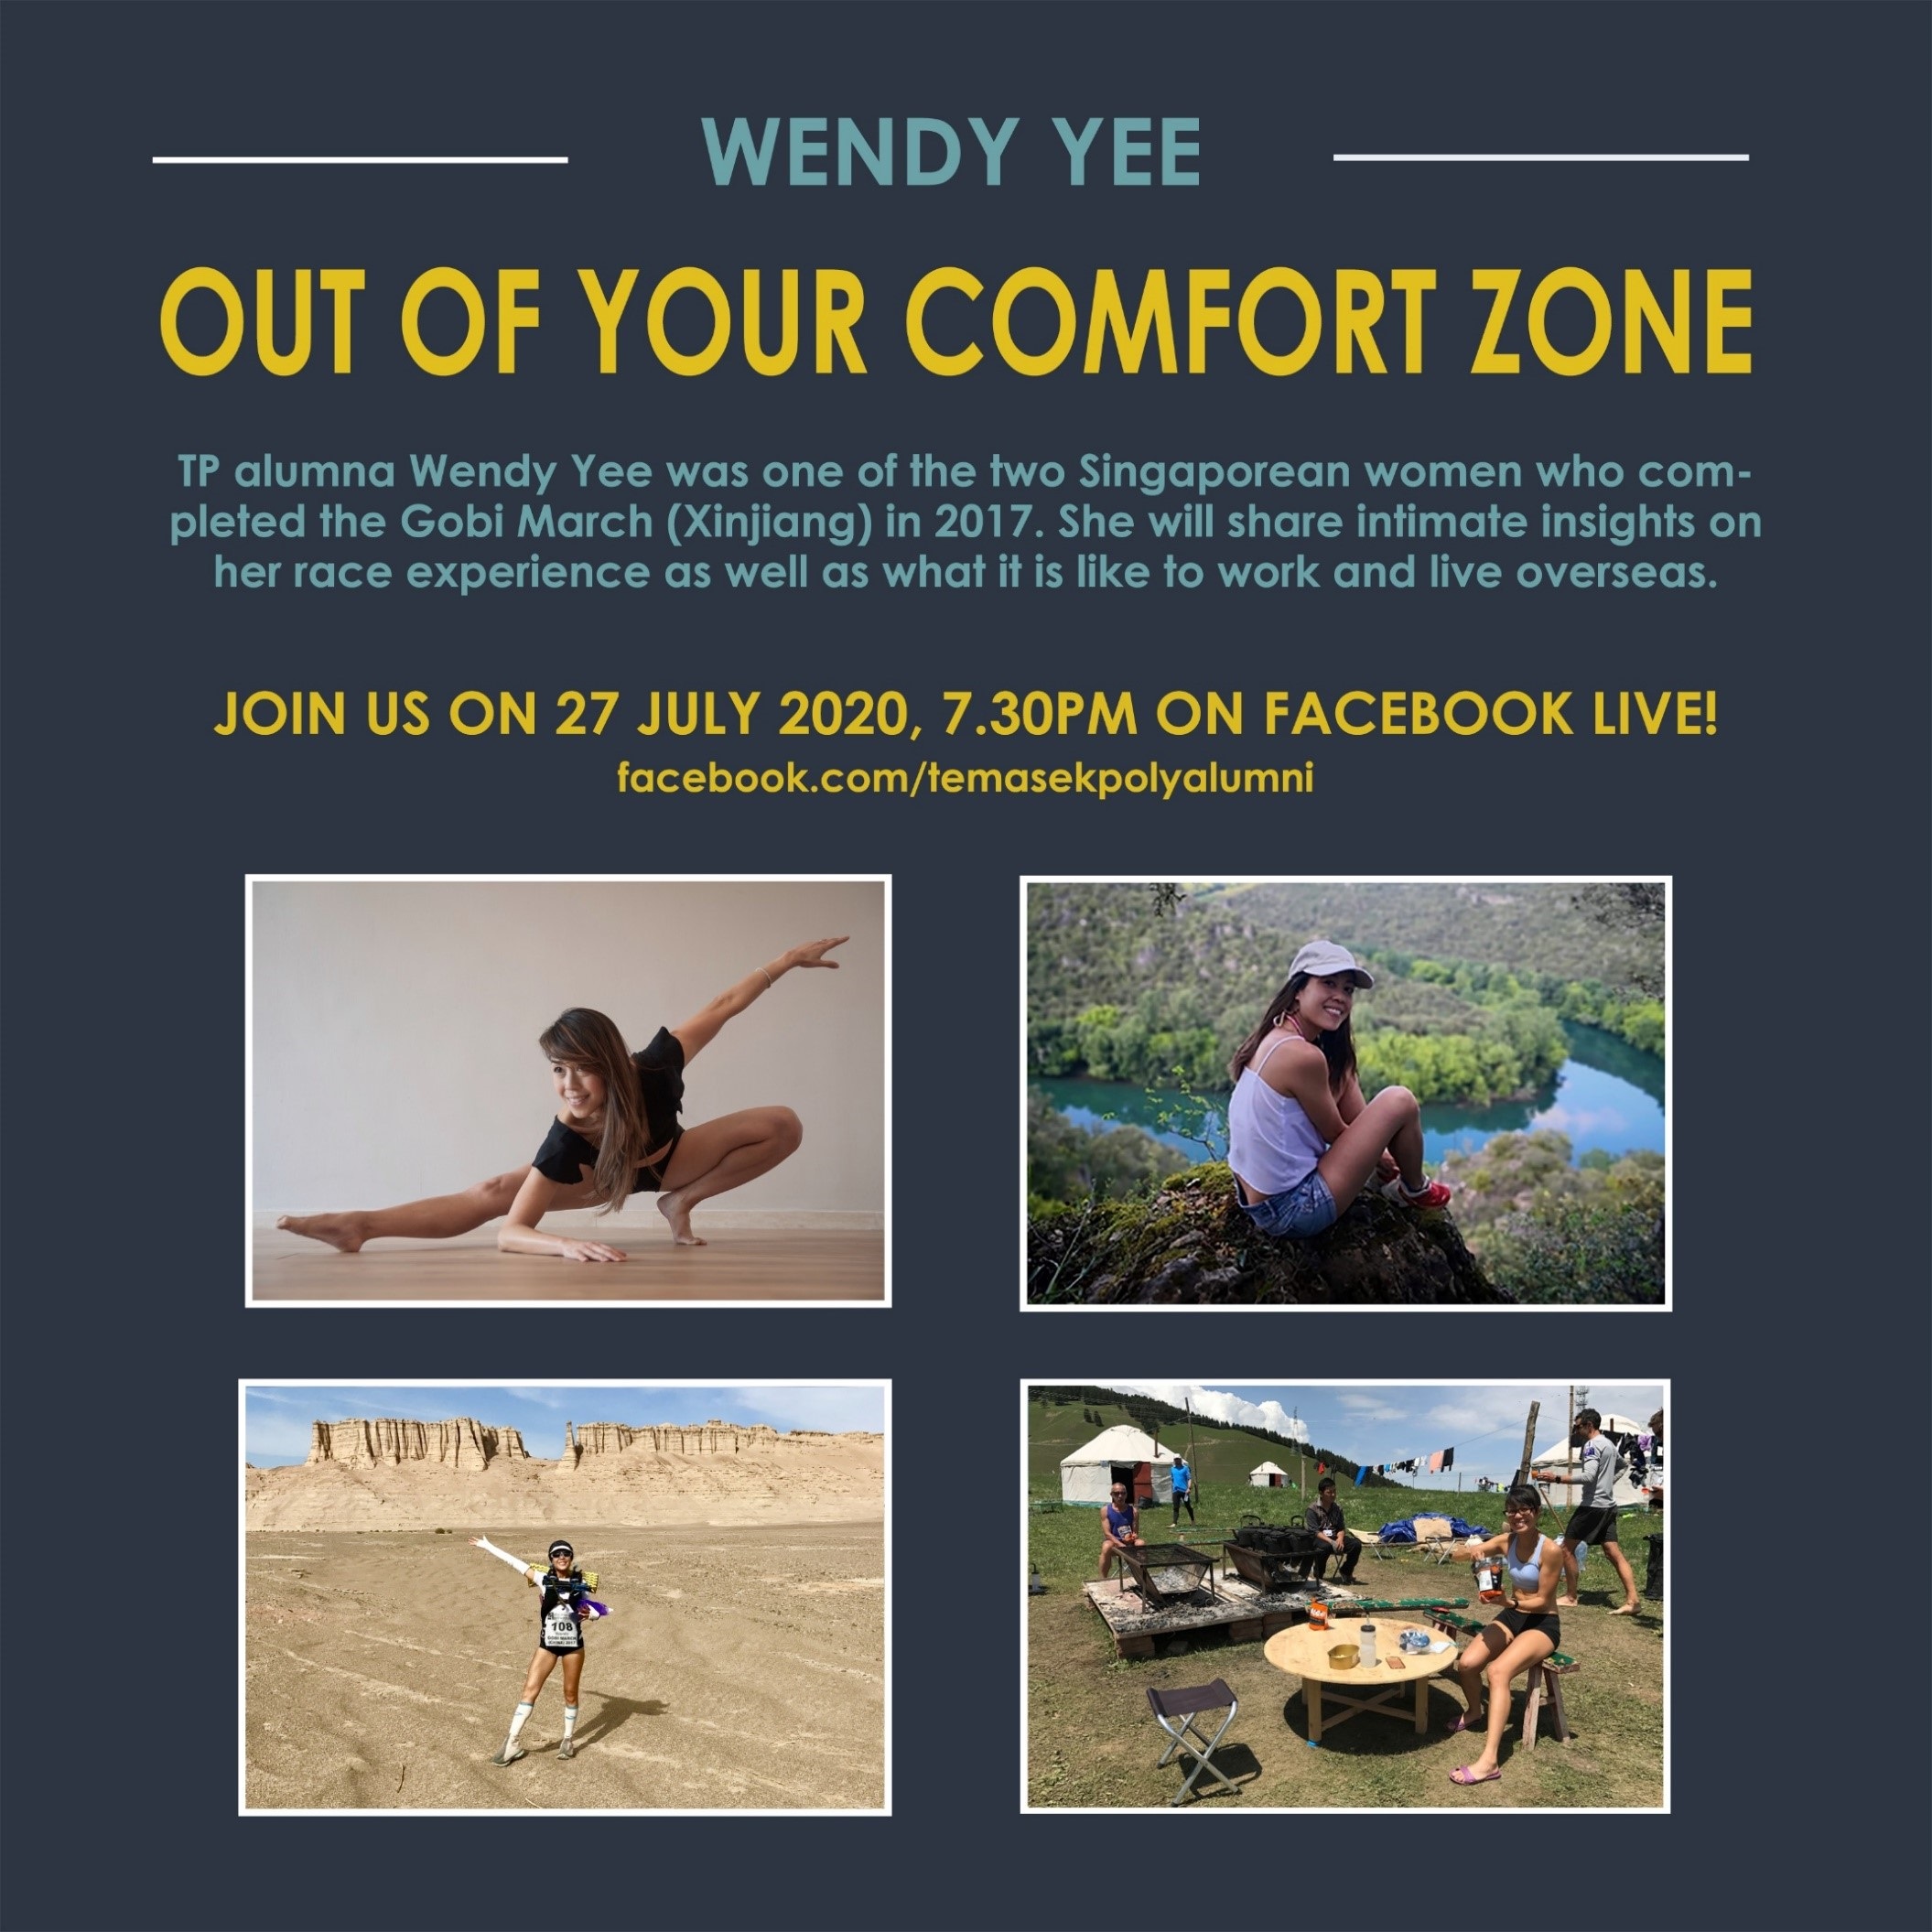 WENDY YEE
OUT OF YOUR COMFORT ZONE
TP alumna Wendy Yee was one of the two Singaporean women who com-
pleted the Gobi March (Xinjiang) in 2017. She will share intimate insights on
her race experience as well as what it is like to work and live overseas.
JOIN US ON 27 JULY 2020, 7.30PM ON FACEBOOK LIVE!
facebook.com/temasekpolyalumni
108